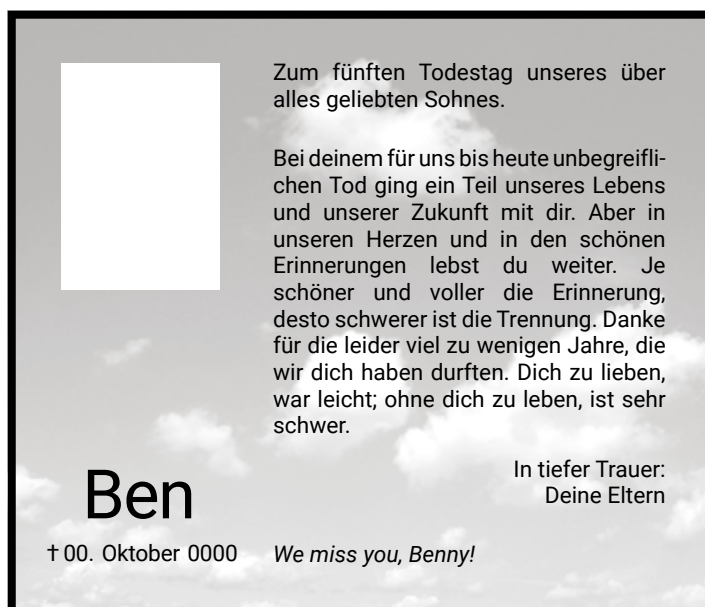 Zum fünften Todestag unseres über
alles geliebten Sohnes.
Bei deinem für uns bis heute unbegreifli-
chen Tod ging ein Teil unseres Lebens
und unserer Zukunft mit dir. Aber in
unseren Herzen und in den schönen
Erinnerungen lebst du weiter. Je
schöner und voller die Erinnerung,
desto schwerer ist die Trennung. Danke
für die leider viel zu wenigen Jahre, die
wir dich haben durften. Dich zu lieben,
war leicht; ohne dich zu leben, ist sehr
schwer.
In tiefer Trauer:
Deine Eltern
Ben
†00. Oktober 0000
We miss you, Benny!